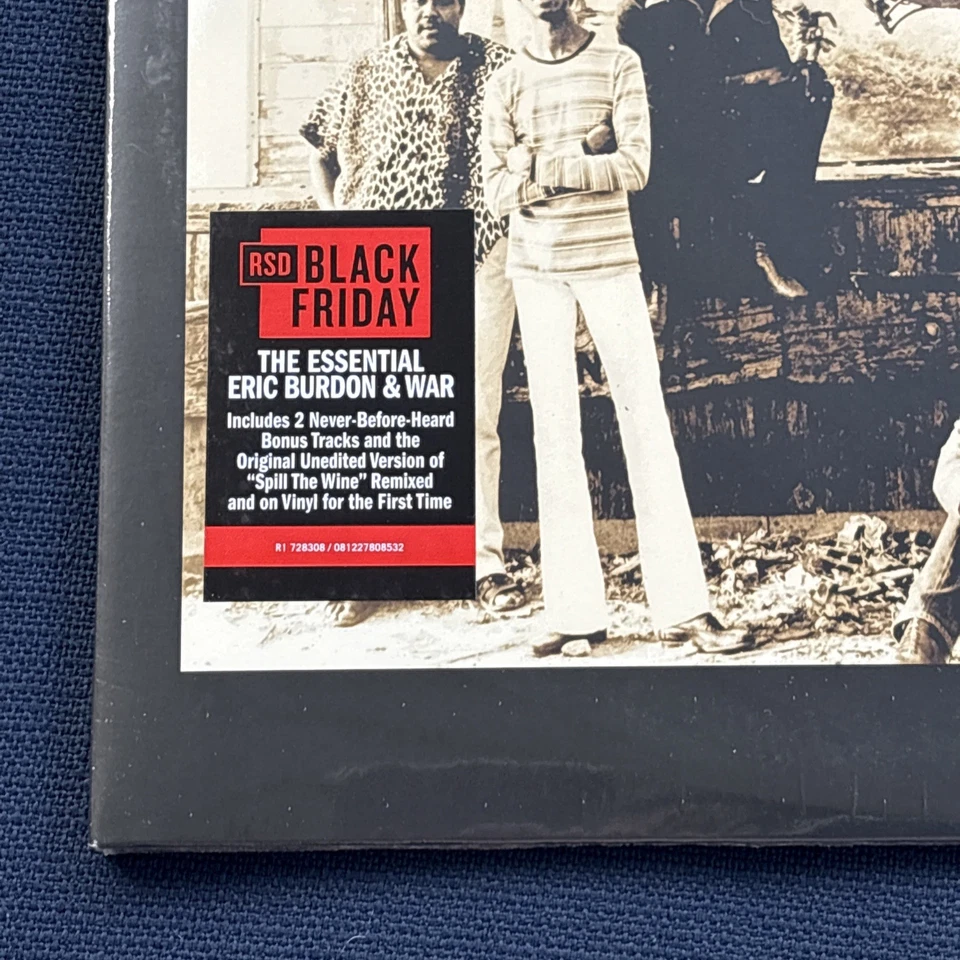 RSD BLACK
FRIDAY
THE ESSENTIAL
ERIC BURDON & WAR
Includes 2 Never-Before-Heard
Bonus Tracks and the
Original Unedited Version of
“Spill The Wine” Remixed
and on Vinyl for the First Time
R1 728308 / 081227808532